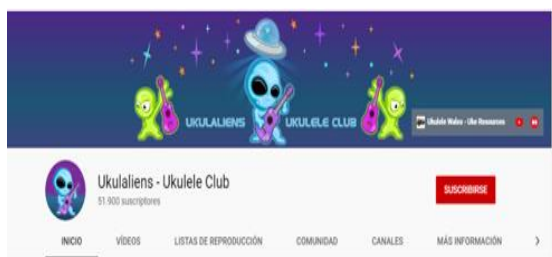 UKULALIENS UKULELE CLUB
Ukulele Wales - Uke Resources
Ukulaliens - Ukulele Club
51.900 suscriptores
SUSCRIBIRSE
INICIO VÍDEOS LISTAS DE REPRODUCCIÓN COMUNIDAD CANALES MÁS INFORMACIÓN